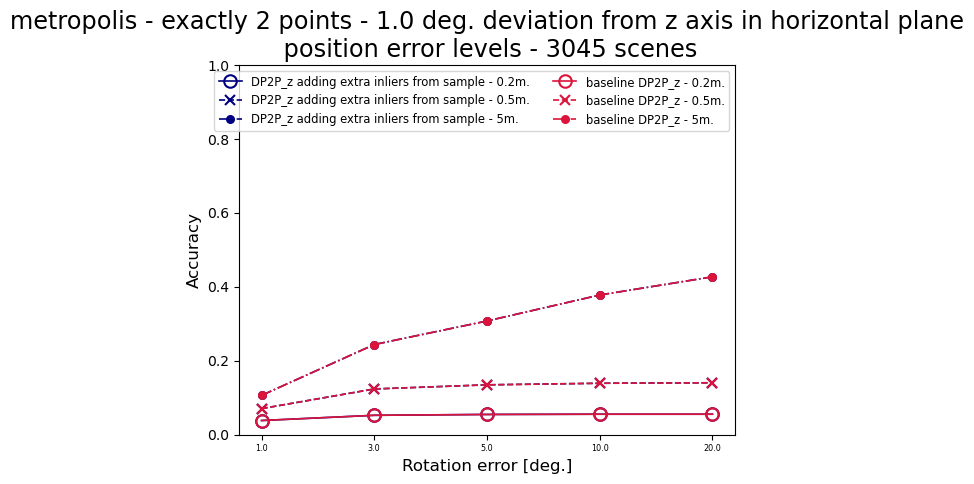 metropolis - exactly 2 points - 1.0 deg. deviation from z axis in horizontal plane
position error levels - 3045 scenes
DP2P_z adding extra inliers from sample - 0.2m.
DP2P_z adding extra inliers from sample - 0.5m.
DP2P_z adding extra inliers from sample - 5m.
baseline DP2P_z - 0.2m.
baseline DP2P_z - 0.5m.
baseline DP2P_z - 5m.
1.0
0.8
0.6
0.4
0.2
0.0
Accuracy
1.0
3.0
5.0
10.0
20.0
Rotation error [deg.]